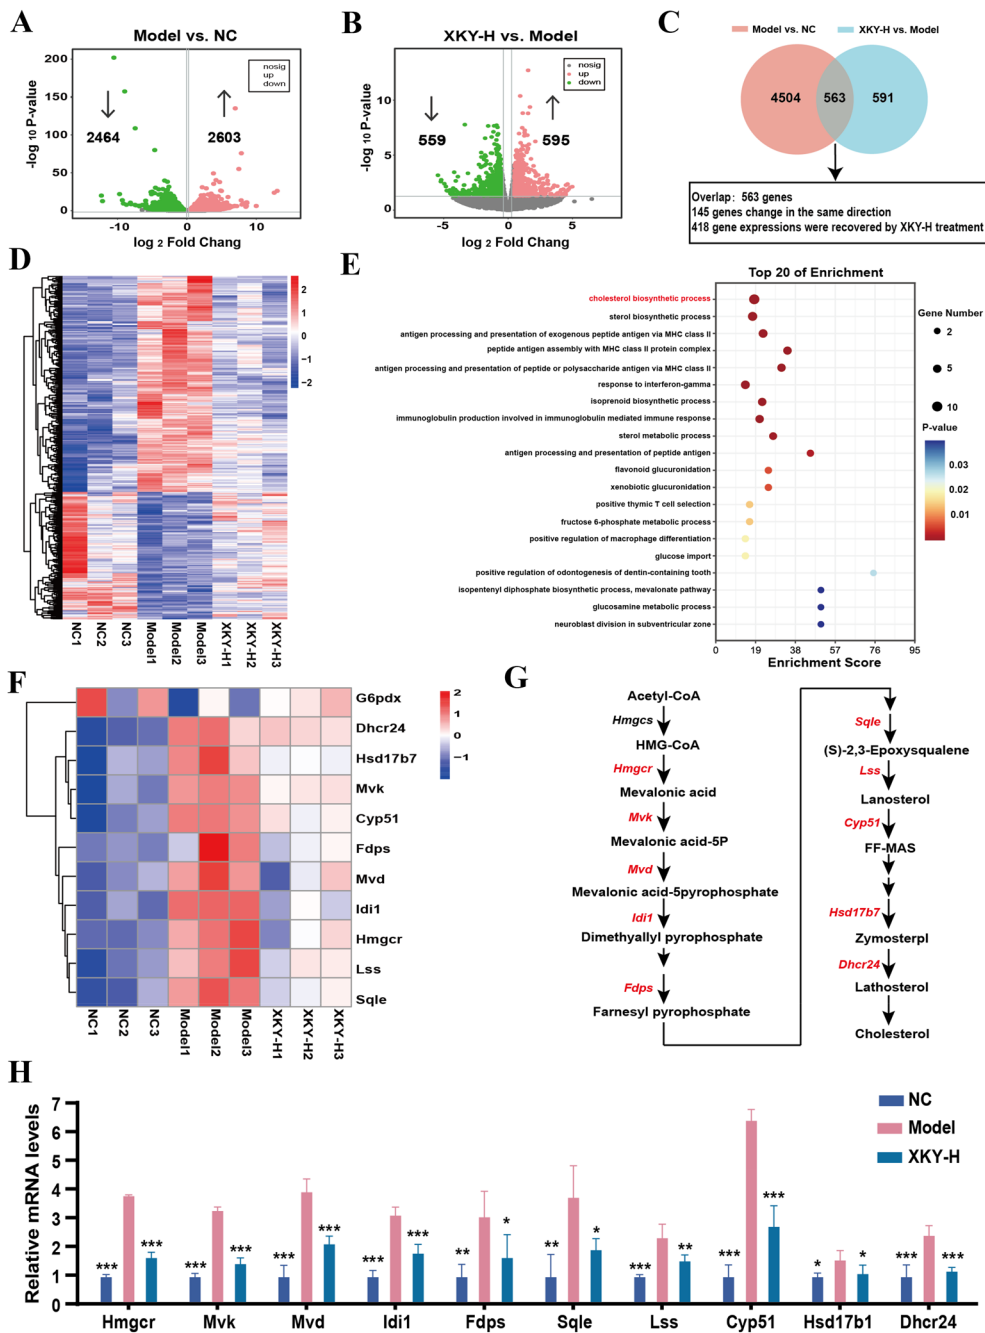 A
Model vs. NC
-log 10 P-value
200
150
100
50
0
2464
2603
nosig
up
down
-10
0
10
log 2 Fold Chang
B
XKY-H vs. Model
-log 10 P-value
10
5
0
559
595
nosig
up
down
-5
0
5
log 2 Fold Chang
C
Model vs. NC
XKY-H vs. Model
4504
563
591
Overlap: 563 genes
145 genes change in the same direction
418 gene expressions were recovered by XKY-H treatment
D
2
1
0
−1
−2
NC1
NC2
NC3
Model1
Model2
Model3
XKY-H1
XKY-H2
XKY-H3
E
Top 20 of Enrichment
cholesterol biosynthetic process
sterol biosynthetic process
antigen processing and presentation of exogenous peptide antigen via MHC class II
peptide antigen assembly with MHC class II protein complex
antigen processing and presentation of peptide or polysaccharide antigen via MHC class II
response to interferon-gamma
isoprenoid biosynthetic process
immunoglobulin production involved in immunoglobulin mediated immune response
sterol metabolic process
antigen processing and presentation of peptide antigen
flavonoid glucuronidation
xenobiotic glucuronidation
positive thymic T cell selection
fructose 6-phosphate metabolic process
positive regulation of macrophage differentiation
glucose import
positive regulation of odontogenesis of dentin-containing tooth
isopentenyl diphosphate biosynthetic process, mevalonate pathway
glucosamine metabolic process
neuroblast division in subventricular zone
0
19
38
57
76
95
Enrichment Score
Gene Number
2
5
10
P-value
0.03
0.02
0.01
F
G6pdx
Dhcr24
Hsd17b7
Mvk
Cyp51
Fdps
Mvd
Idi1
Hmgcr
Lss
Sqle
2
1
0
−1
NC1
NC2
NC3
Model1
Model2
Model3
XKY-H1
XKY-H2
XKY-H3
G
Acetyl-CoA
Hmgcs
HMG-CoA
Hmgcr
Mevalonic acid
Mvk
Mevalonic acid-5P
Mvd
Mevalonic acid-5pyrophosphate
Idi1
Dimethyallyl pyrophosphate
Fdps
Farnesyl pyrophosphate
Sqle
(S)-2,3-Epoxysqualene
Lss
Lanosterol
Cyp51
FF-MAS
Hsd17b7
Zymosterpl
Dhcr24
Lathosterol
Cholesterol
H
Relative mRNA levels
7
6
5
4
3
2
1
0
NC
Model
XKY-H
*** ***
*** ***
*** ***
*** ***
** *
** *
*** **
*** ***
* *
*** ***
Hmgcr
Mvk
Mvd
Idi1
Fdps
Sqle
Lss
Cyp51
Hsd17b1
Dhcr24